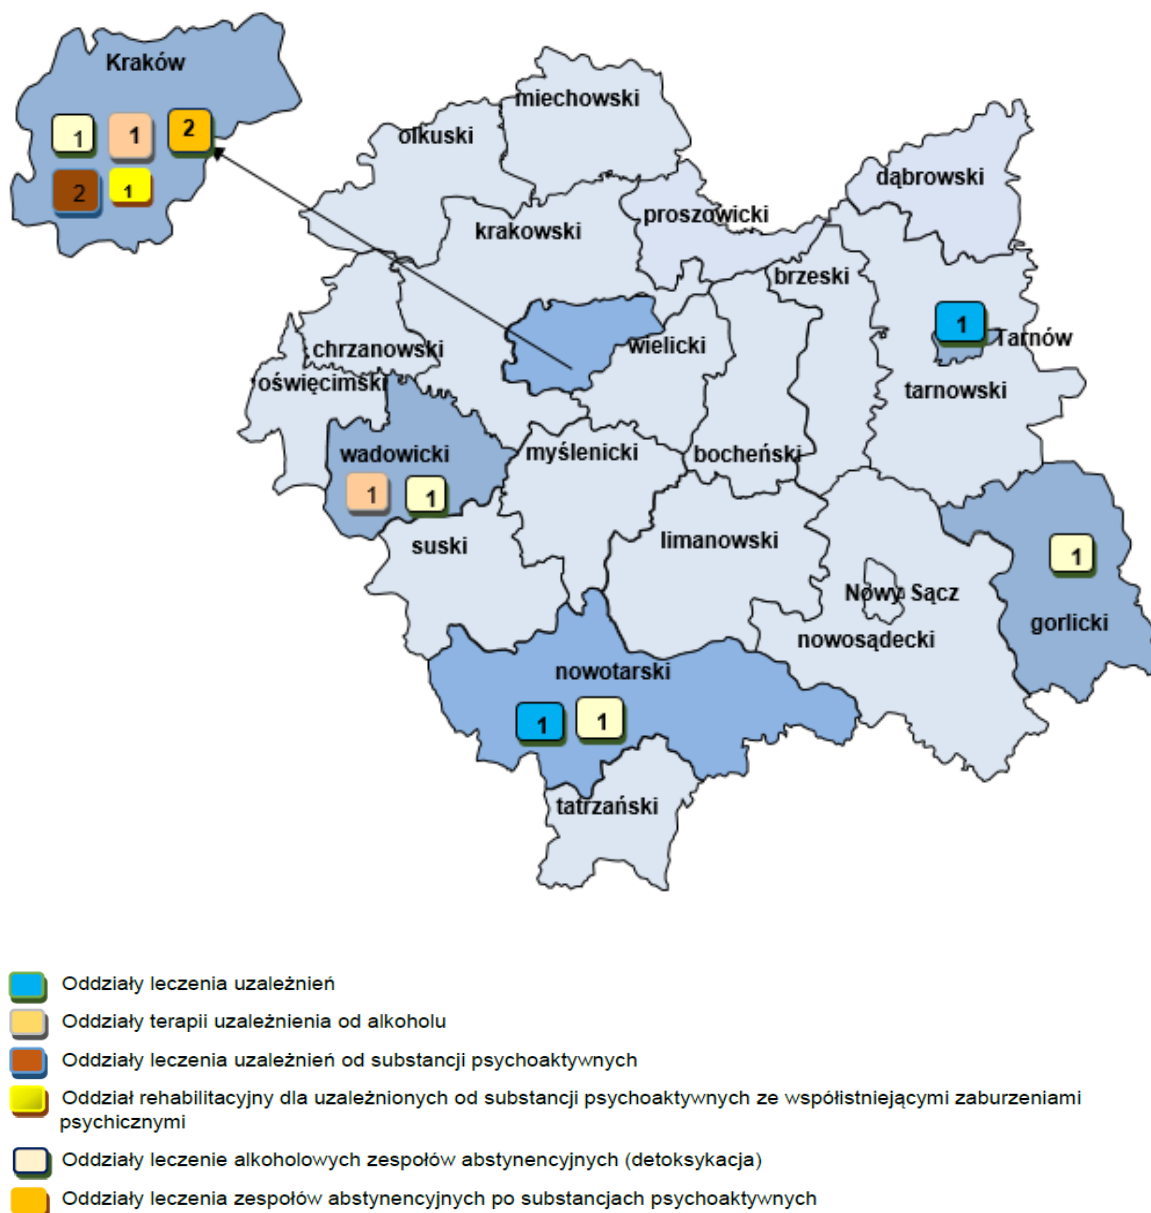 Kraków
1
1
2
2
1
miechowski
olkuski
dąbrowski
proszowicki
krakowski
brzeski
1
Tarnów
wielicki
chrzanowski
oświęcimski
tarnowski
wadowicki
myślenicki
bocheński
1
1
suski
limanowski
1
Nowy Sącz
gorlicki
nowosądecki
nowotarski
1
1
tatrzański
Oddziały leczenia uzależnień
Oddziały terapii uzależnienia od alkoholu
Oddziały leczenia uzależnień od substancji psychoaktywnych
Oddział rehabilitacyjny dla uzależnionych od substancji psychoaktywnych ze współistniejącymi zaburzeniami
psychicznymi
Oddziały leczenie alkoholowych zespołów abstynencyjnych (detoksykacja)
Oddziały leczenia zespołów abstynencyjnych po substancjach psychoaktywnych